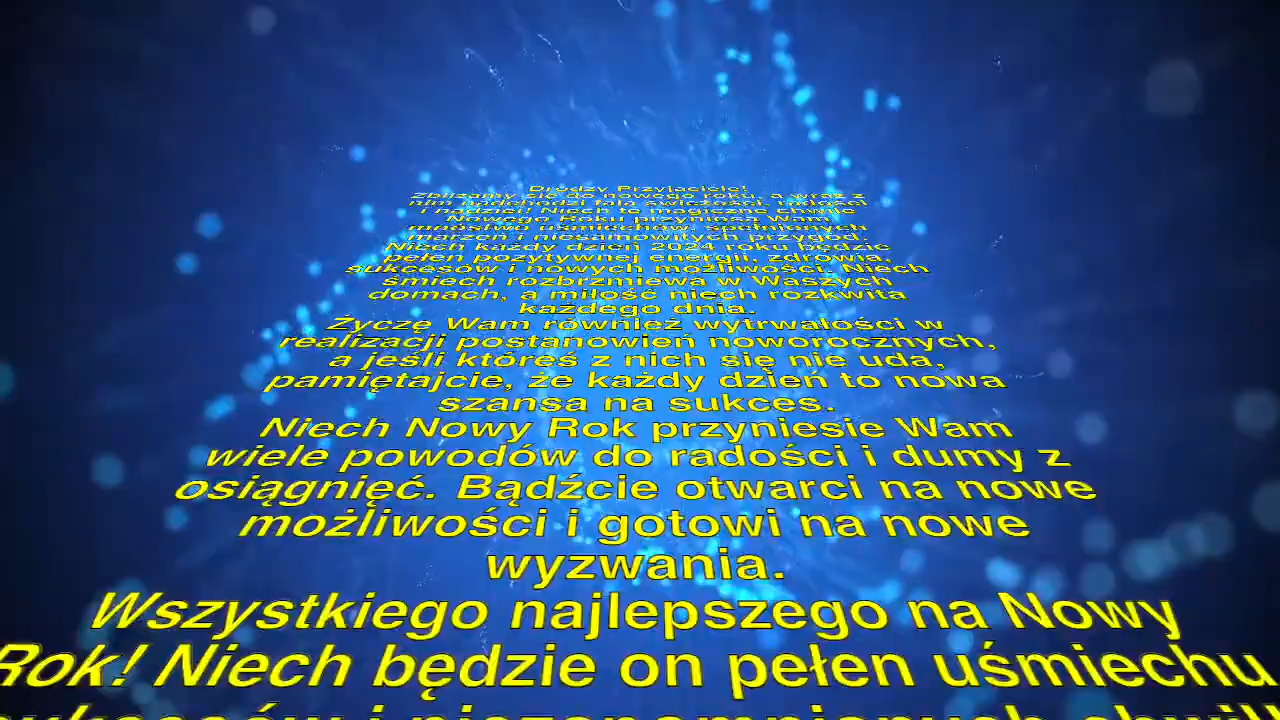 Drodzy Przyjaciele!
Zbliżamy się do nowego roku, a wraz z
nim nadchodzi fala świeżości, radości
i nadziei! Niech te magiczne chwile
Nowego Roku przyniosą Wam
mnóstwo uśmiechów, spełnionych
marzeń i niesamowitych przygód.
Niech każdy dzień 2024 roku będzie
pełen pozytywnej energii, zdrowia,
sukcesów i nowych możliwości. Niech
śmiech rozbrzmiewa w Waszych
domach, a miłość niech rozkwita
każdego dnia.
Życzę Wam również wytrwałości w
realizacji postanowień noworocznych,
a jeśli któreś z nich się nie uda,
pamiętajcie, że każdy dzień to nowa
szansa na sukces.
Niech Nowy Rok przyniesie Wam
wiele powodów do radości i dumy z
osiągnięć. Bądźcie otwarci na nowe
możliwości i gotowi na nowe
wyzwania.
Wszystkiego najlepszego na Nowy
Rok! Niech będzie on pełen uśmiechu
sukcesów i niezapomnianych chwil